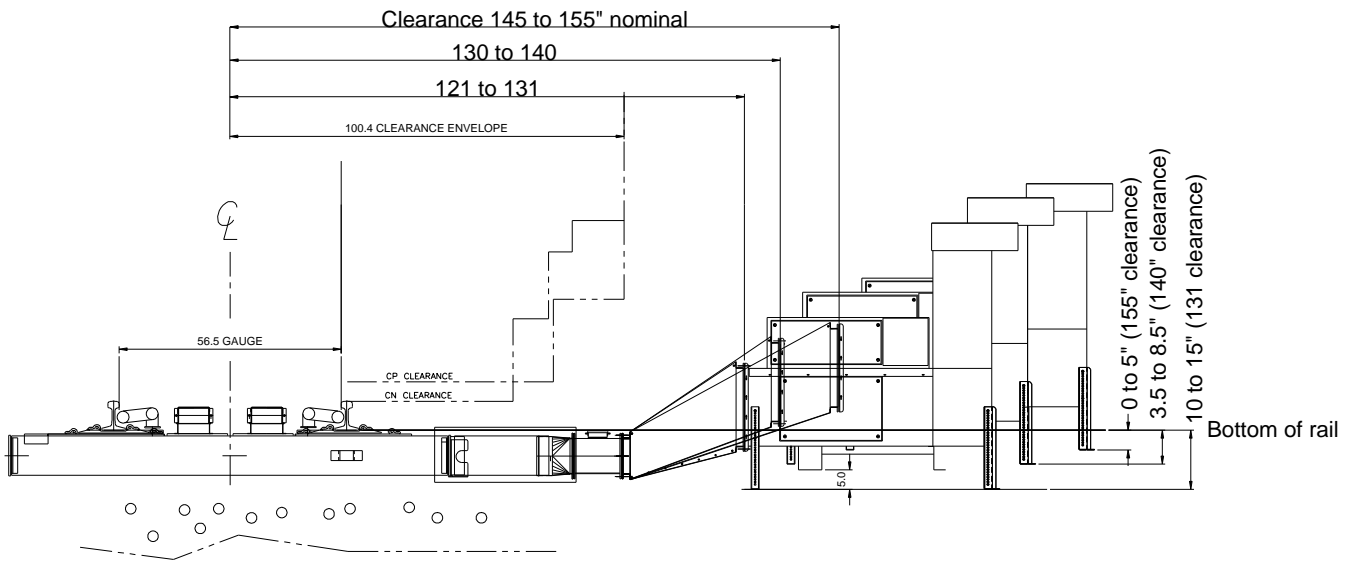 Clearance 145 to 155" nominal
130 to 140
121 to 131
100.4 CLEARANCE ENVELOPE
CL
56.5 GAUGE
CP CLEARANCE
CN CLEARANCE
5.0
0 to 5" (155" clearance)
3.5 to 8.5" (140" clearance)
10 to 15" (131 clearance)
Bottom of rail